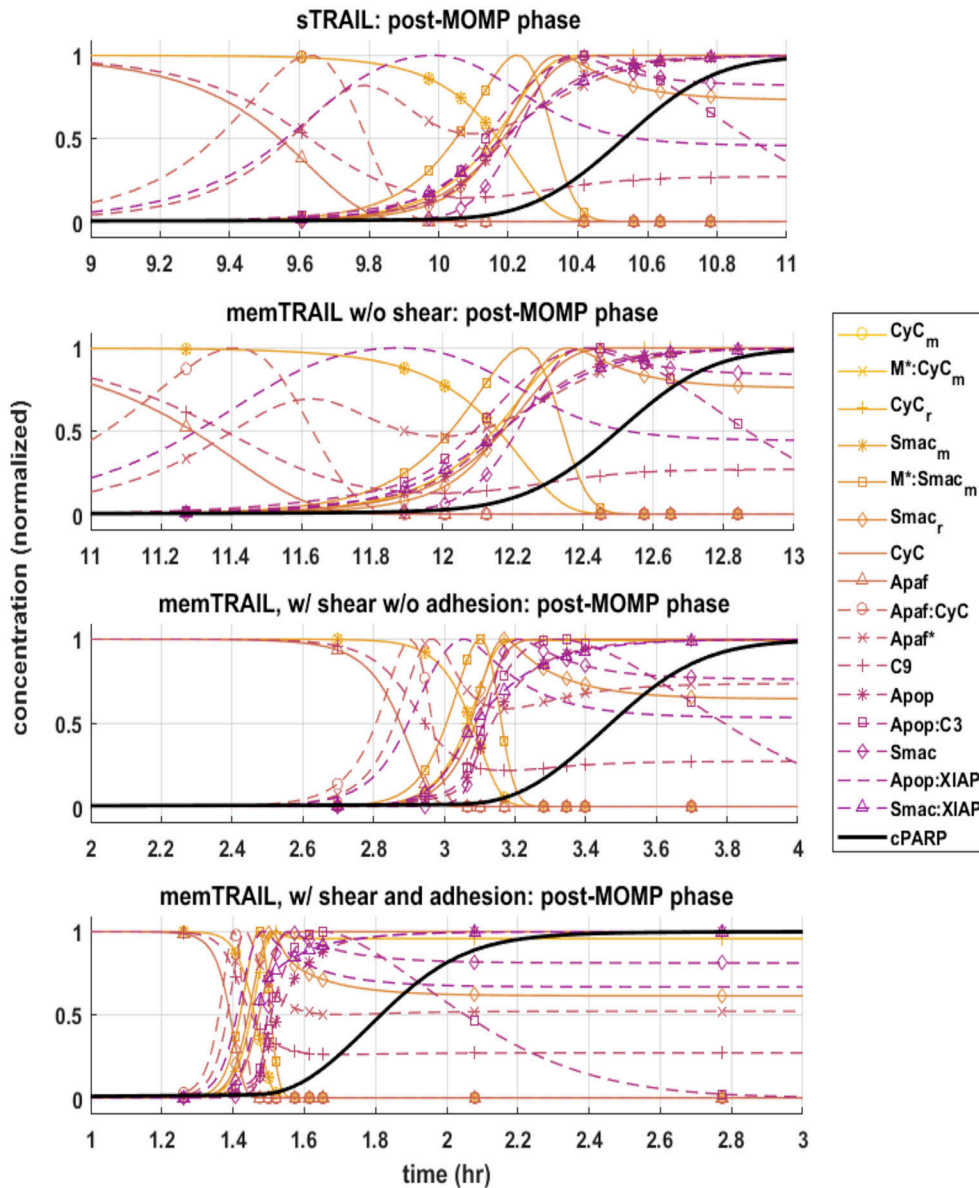 sTRAIL: post-MOMP phase
1
0.5
0
9 9.2 9.4 9.6 9.8 10 10.2 10.4 10.6 10.8 11
memTRAIL w/o shear: post-MOMP phase
1
0.5
0
11 11.2 11.4 11.6 11.8 12 12.2 12.4 12.6 12.8 13
memTRAIL, w/ shear w/o adhesion: post-MOMP phase
1
0.5
0
2 2.2 2.4 2.6 2.8 3 3.2 3.4 3.6 3.8 4
memTRAIL, w/ shear and adhesion: post-MOMP phase
1
0.5
0
1 1.2 1.4 1.6 1.8 2 2.2 2.4 2.6 2.8 3
time (hr)
concentration (normalized)
CyC_m
M*:CyC_m
CyC_r
Smac_m
M*:Smac_m
Smac_r
CyC
Apaf
Apaf:CyC
Apaf*
C9
Apop
Apop:C3
Smac
Apop:XIAP
Smac:XIAP
cPARP